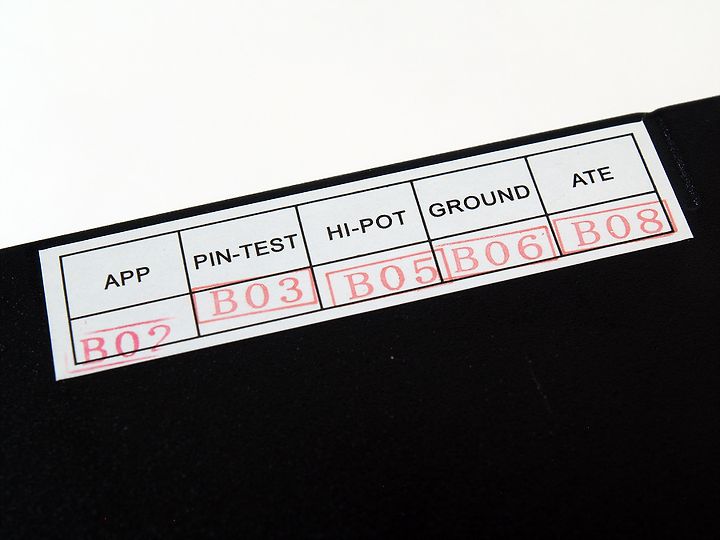 APP PIN-TEST HI-POT GROUND ATE
B02 B03 B05 B06 B08